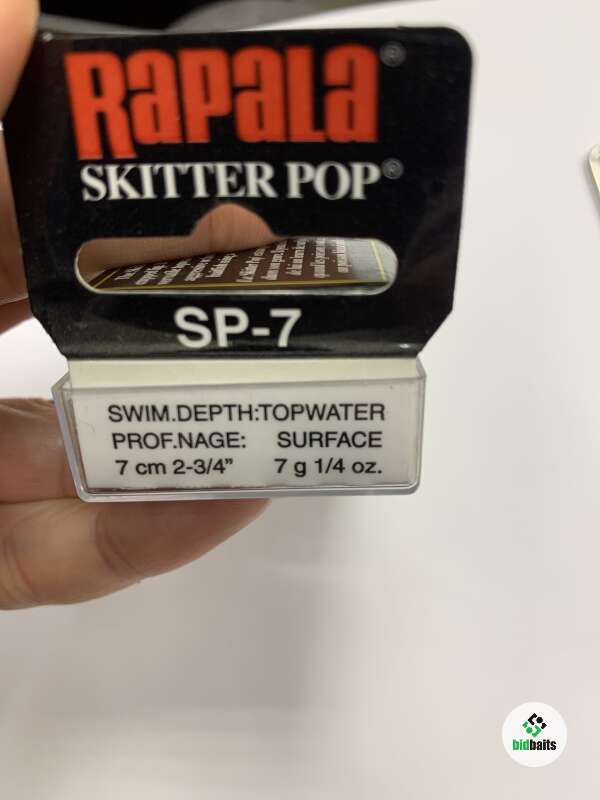 Rapala®
SKITTER POP®
SP-7
SWIM.DEPTH:TOPWATER
PROF.NAGE: SURFACE
7 cm 2-3/4" 7 g 1/4 oz.
bidbaits